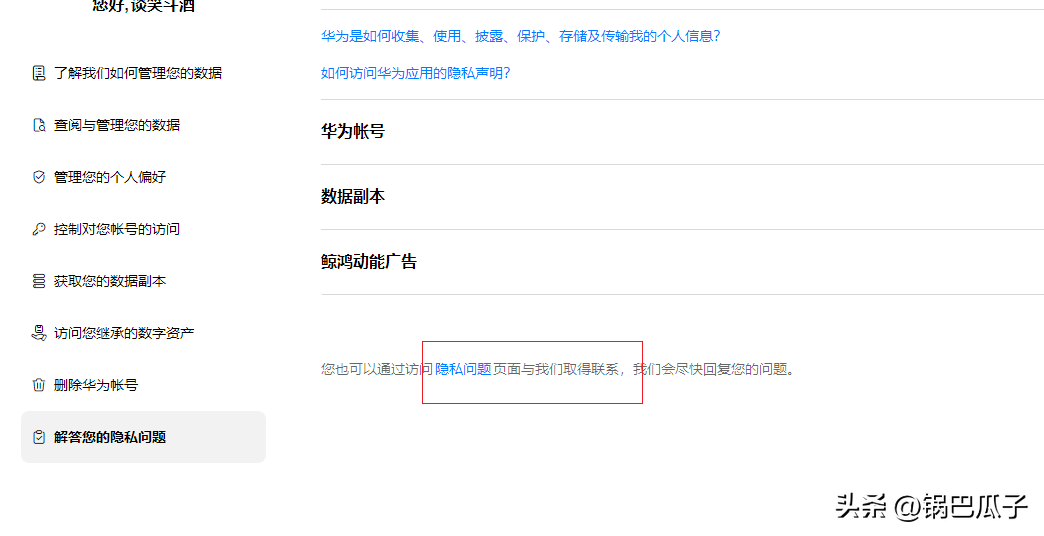 您好,谈笑斗酒
了解我们如何管理您的数据
查阅与管理您的数据
管理您的个人偏好
控制对您帐号的访问
获取您的数据副本
访问您继承的数字资产
删除华为帐号
解答您的隐私问题
华为是如何收集、使用、披露、保护、存储及传输我的个人信息?
如何访问华为应用的隐私声明?
华为帐号
数据副本
鲸鸿动能广告
您也可以通过访问隐私问题页面与我们取得联系，我们会尽快回复您的问题。
头条 @锅巴瓜子